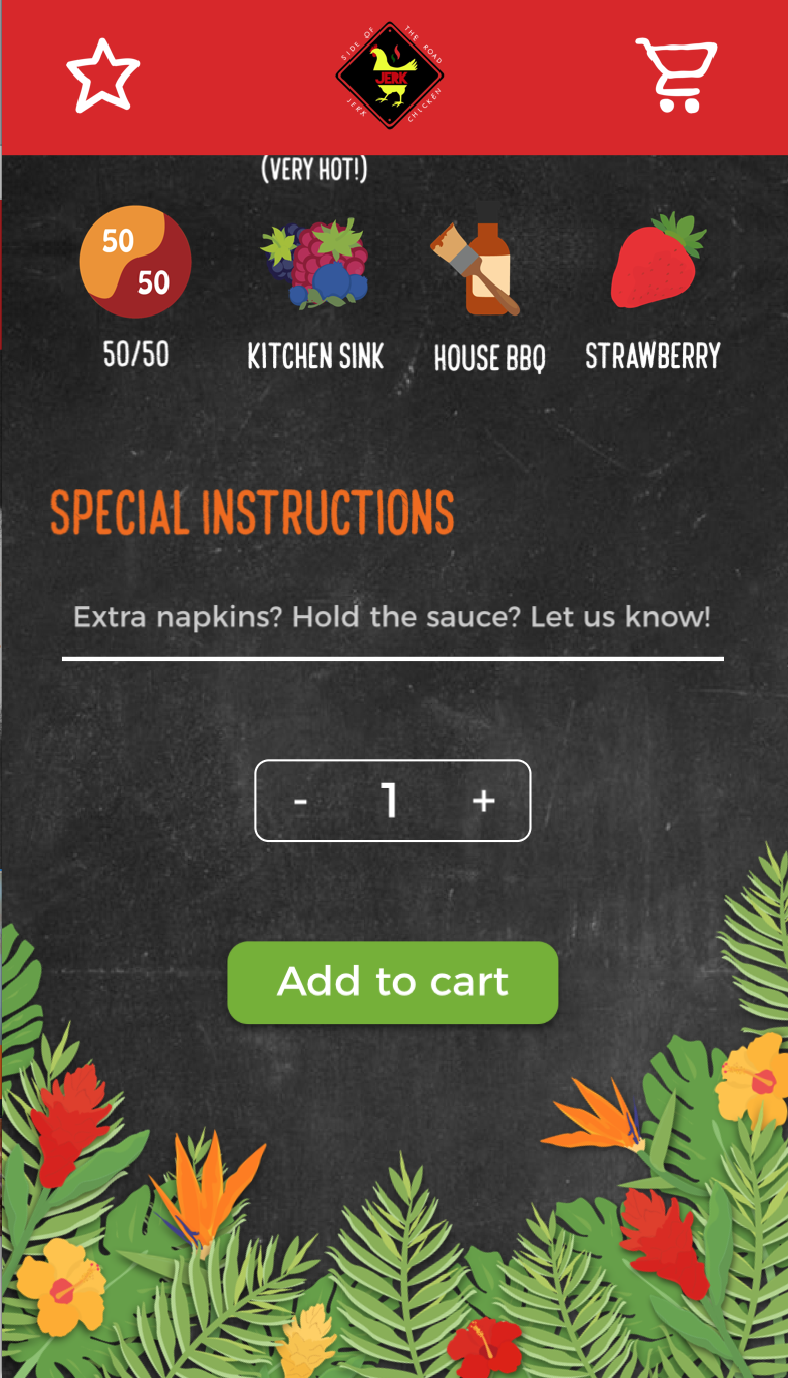 SIDE OF THE ROAD
JERK
JERK CHICKEN
(VERY HOT!)
50
50
50/50
KITCHEN SINK
HOUSE BBQ
STRAWBERRY
SPECIAL INSTRUCTIONS
Extra napkins? Hold the sauce? Let us know!
- 1 +
Add to cart